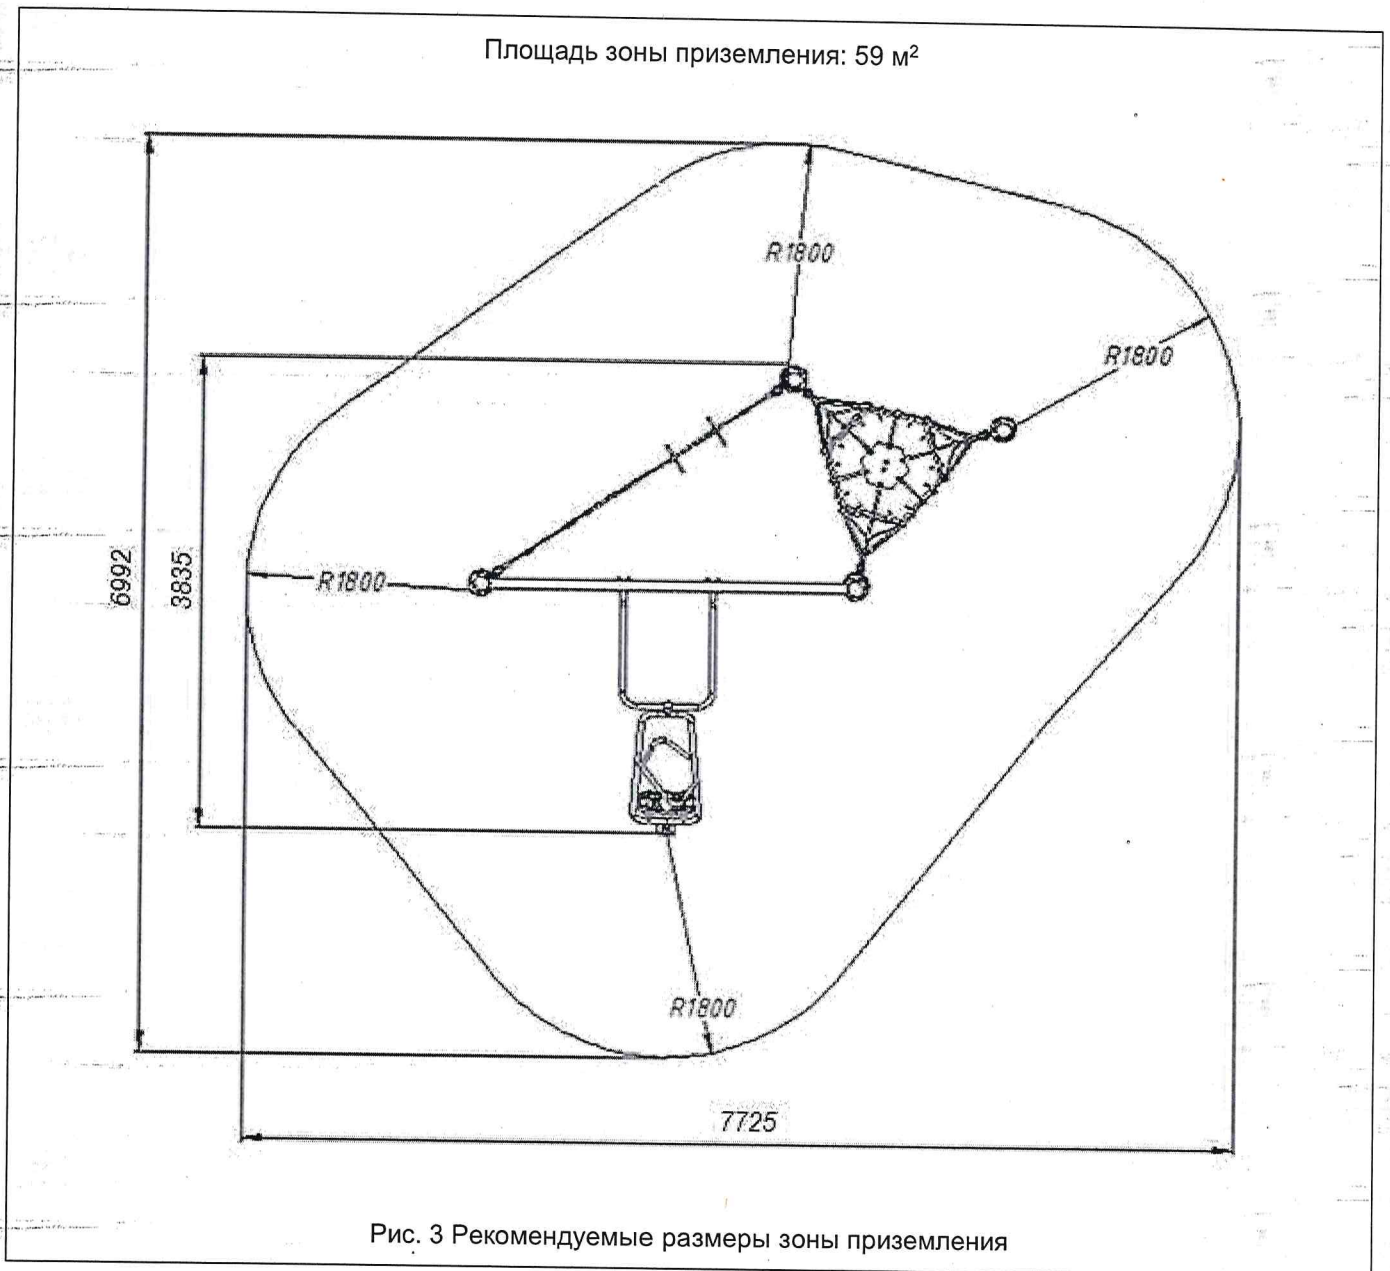 Площадь зоны приземления: 59 м²
R1800
R1800
R1800
6992
3835
R1800
7725
Рис. 3 Рекомендуемые размеры зоны приземления